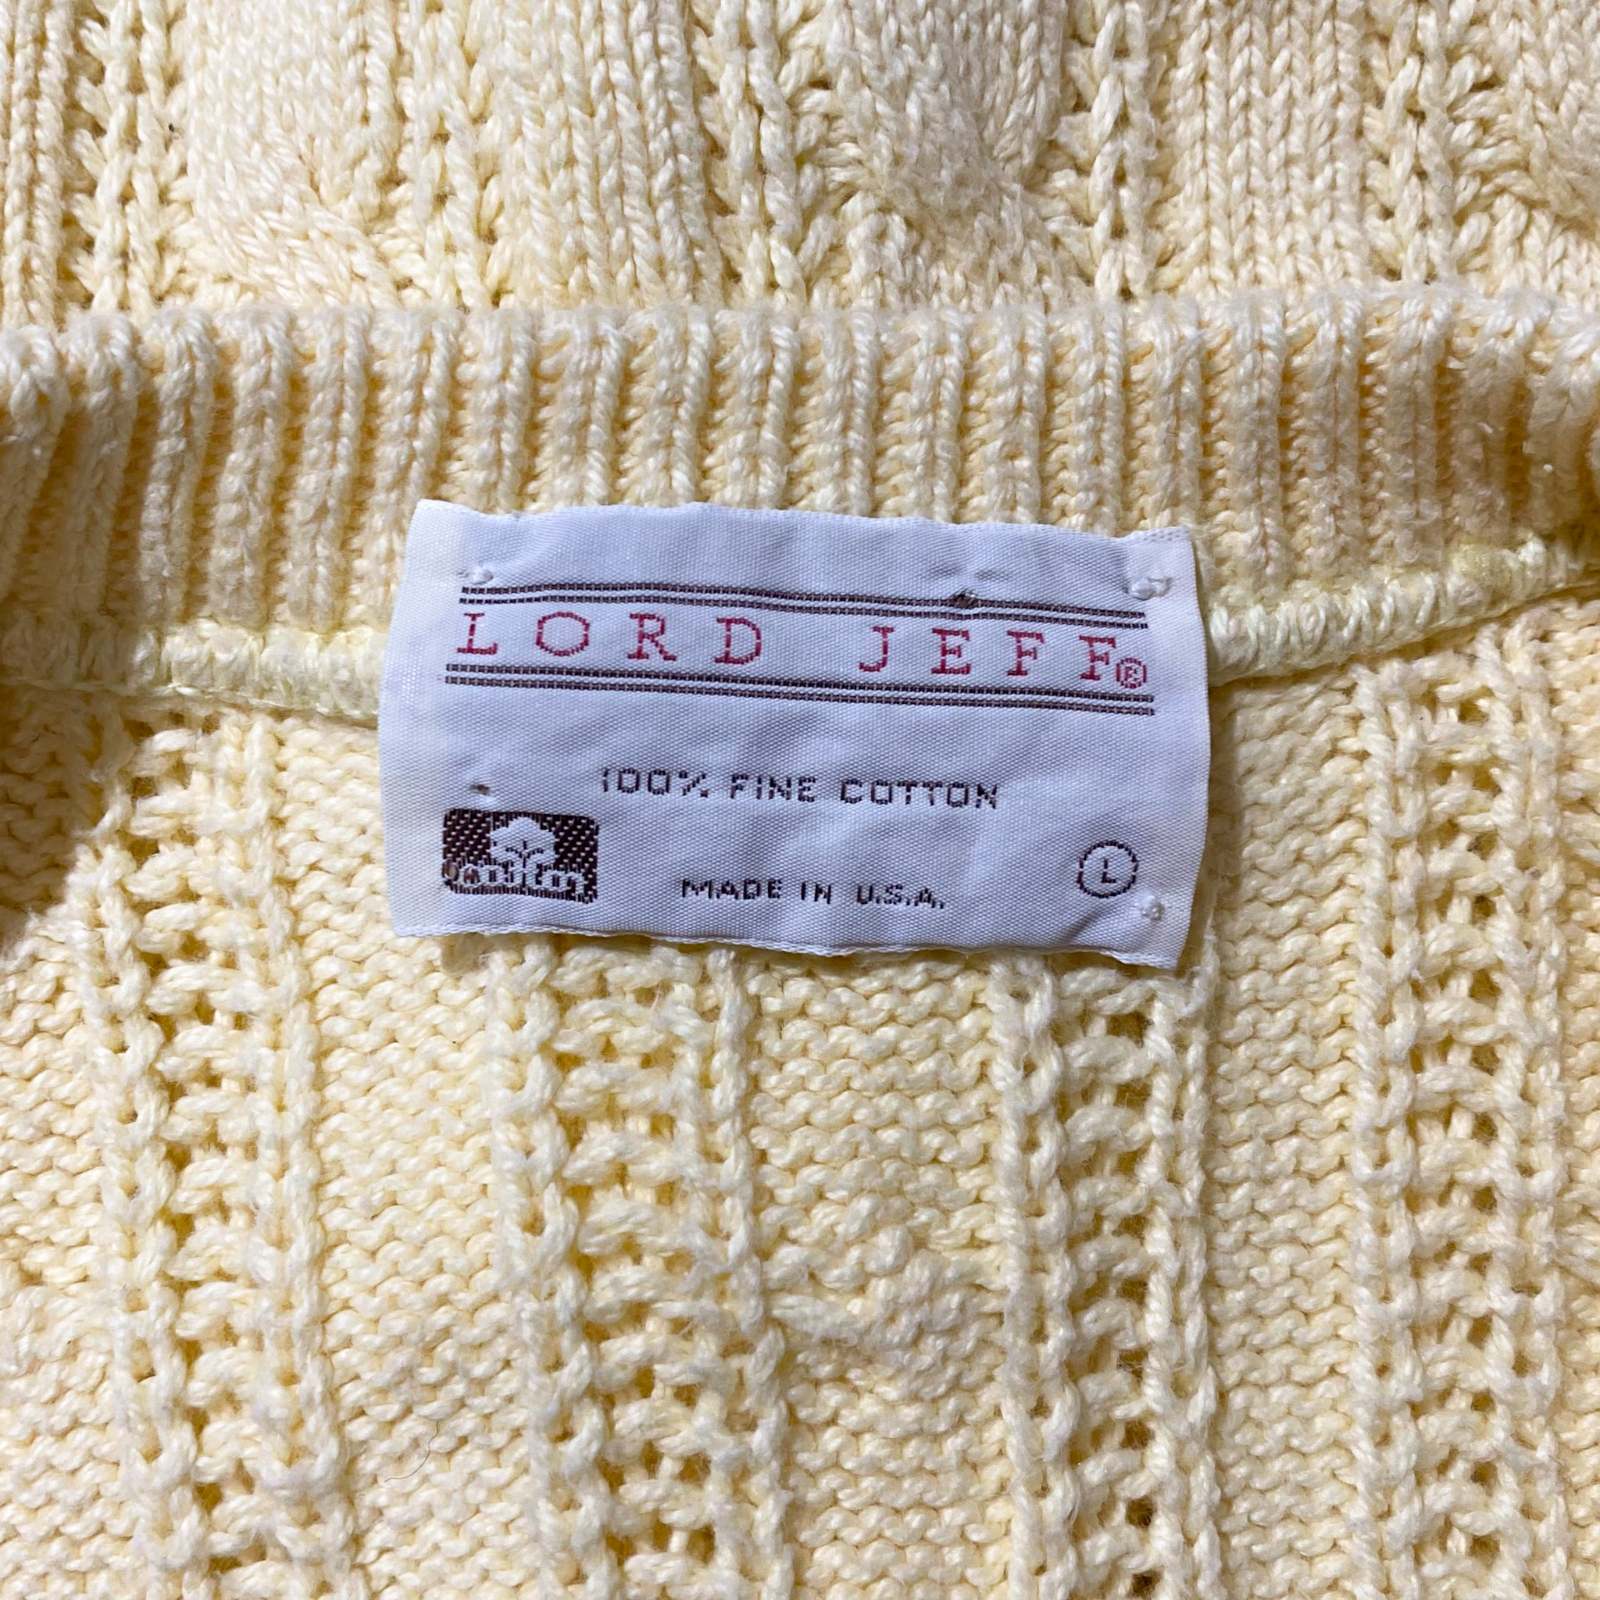 LORD JEFF®
100% FINE COTTON
L
MADE IN U.S.A.